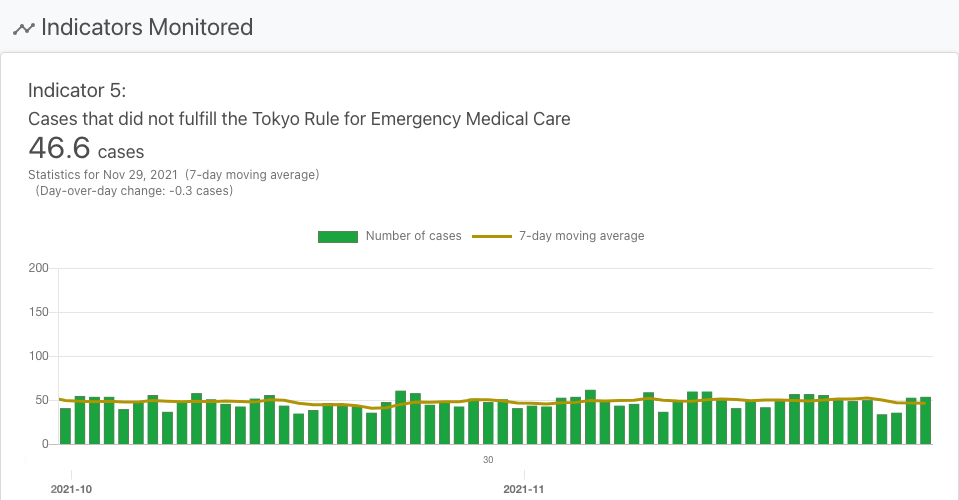 Indicators Monitored
Indicator 5:
Cases that did not fulfill the Tokyo Rule for Emergency Medical Care
46.6 cases
Statistics for Nov 29, 2021 (7-day moving average)
(Day-over-day change: -0.3 cases)
Number of cases 7-day moving average
200
150
100
50
0
30
2021-10 2021-11